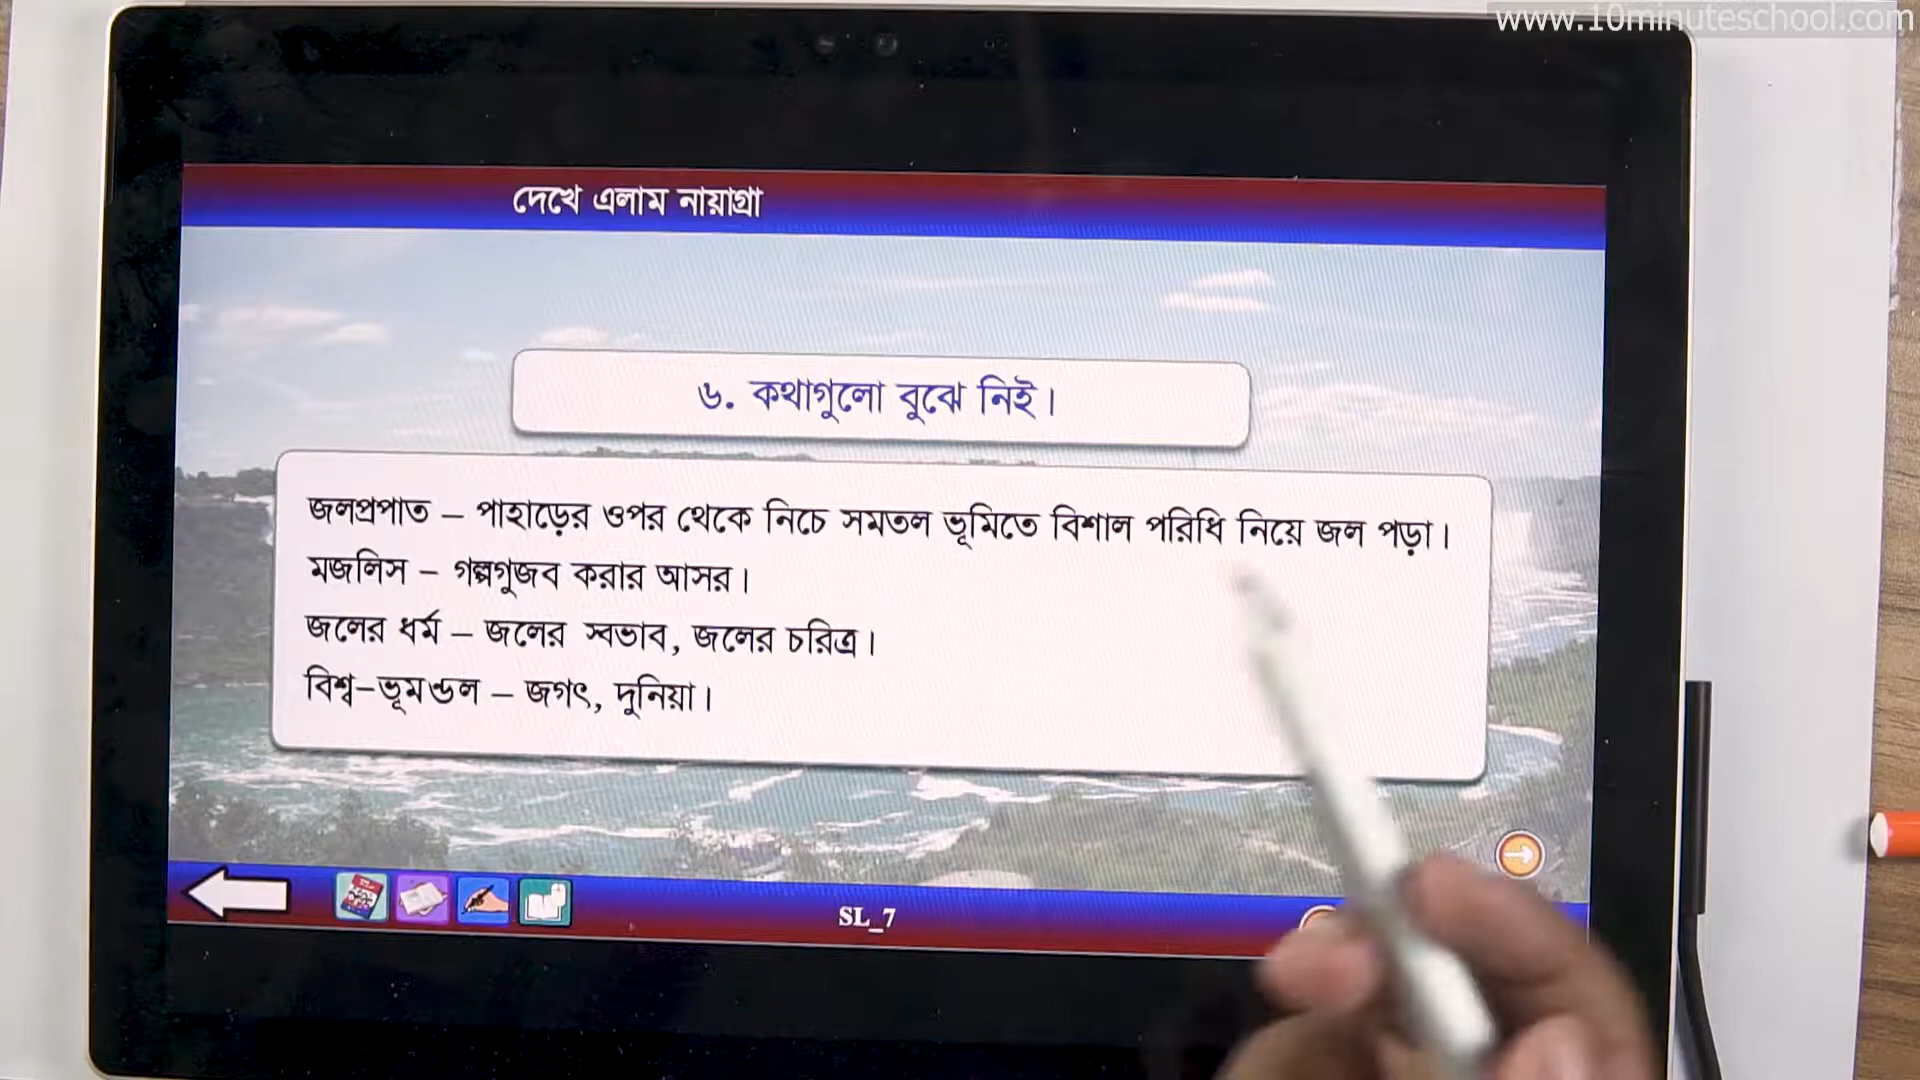 www.10minuteschool.com
দেখে এলাম নায়াগ্রা
৬. কথাগুলো বুঝে নিই।
জলপ্রপাত – পাহাড়ের ওপর থেকে নিচে সমতল ভূমিতে বিশাল পরিধি নিয়ে জল পড়া।
মজলিস – গল্পগুজব করার আসর।
জলের ধর্ম – জলের স্বভাব, জলের চরিত্র।
বিশ্ব-ভূমণ্ডল – জগৎ, দুনিয়া।
SL_7